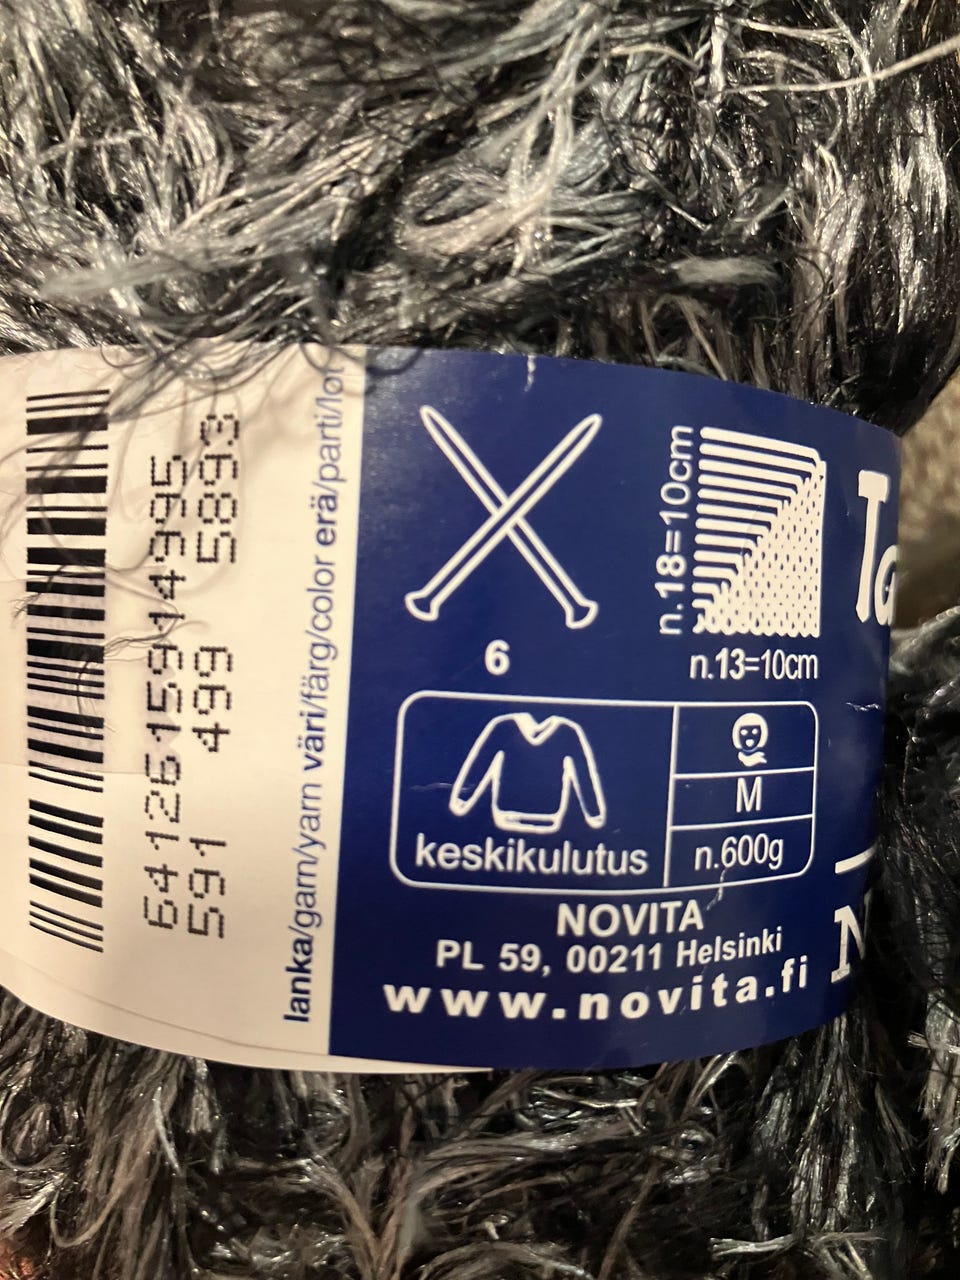 6415126159144995
591 499 5893
lanka/garn/yarn väri/färg/color erä/parti/lot
6
n.18=10cm
n.13=10cm
keskikulutus
M
n.600g
NOVITA
PL 59, 00211 Helsinki
www.novita.fi